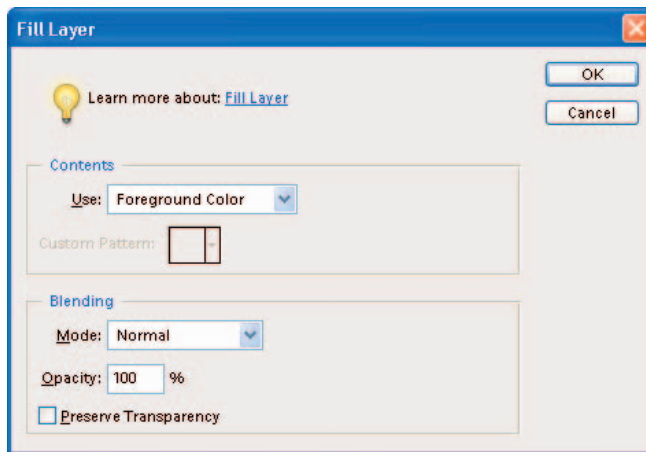 Fill Layer
Learn more about: Fill Layer
OK
Cancel
Contents
Use: Foreground Color
Custom Pattern:
Blending
Mode: Normal
Opacity: 100 %
Preserve Transparency